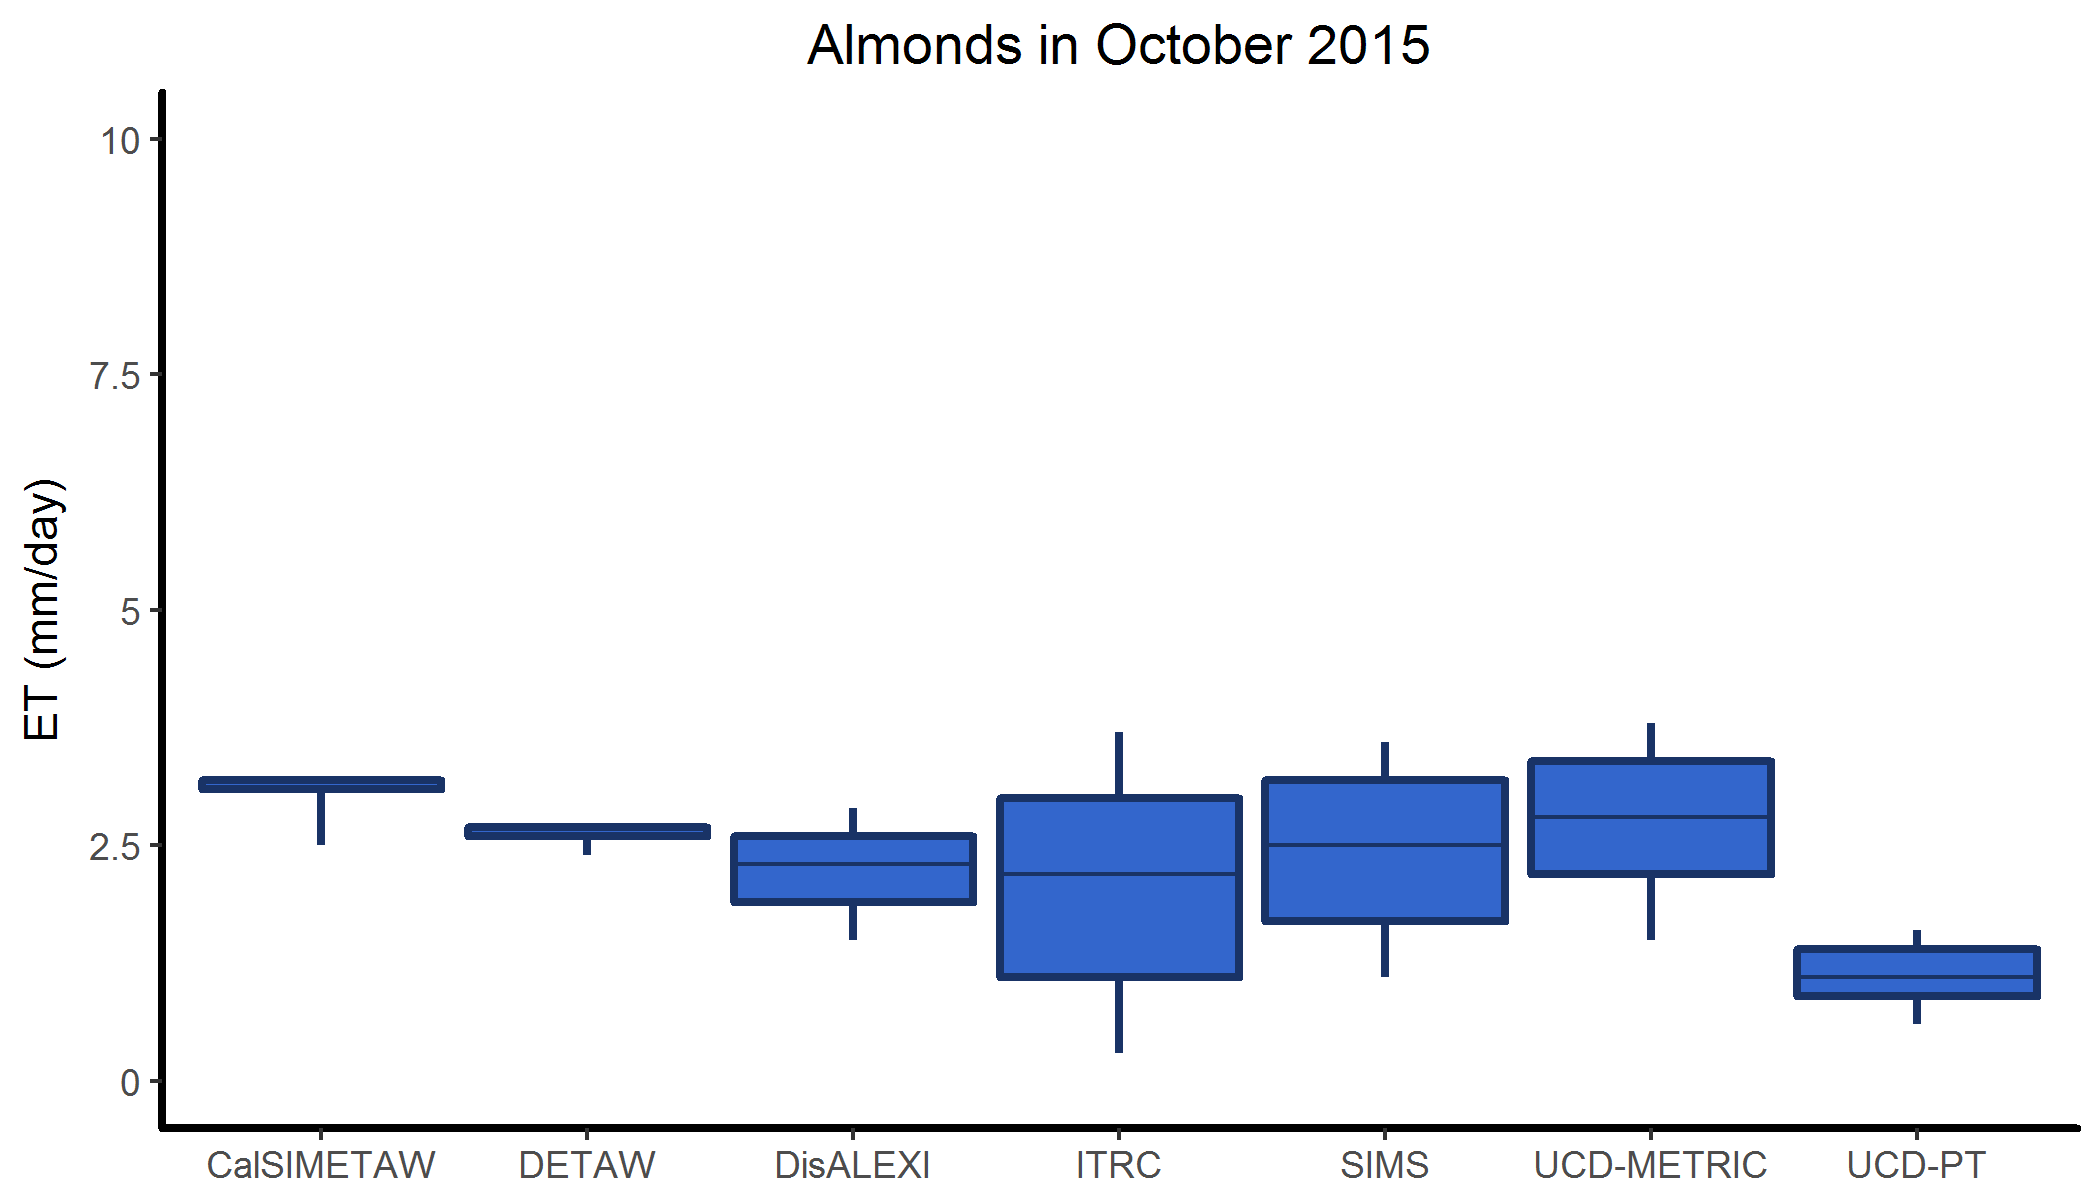 Almonds in October 2015
ET (mm/day)
10
7.5
5
2.5
0
CalSIMETAW DETAW DisALEXI ITRC SIMS UCD-METRIC UCD-PT